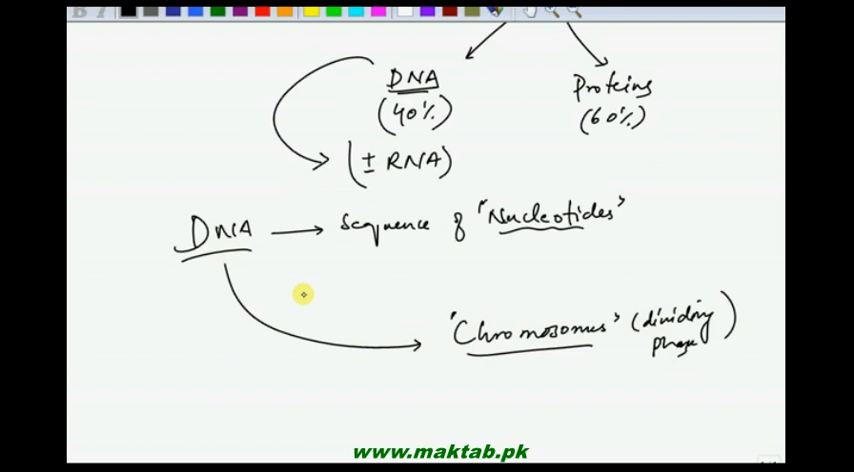 B I
DNA Proteins
(40%) (60%)
(± RNA)
DNA → Sequence of "Nucleotides"
"Chromosomes" (dividing
phase)
www.maktab.pk